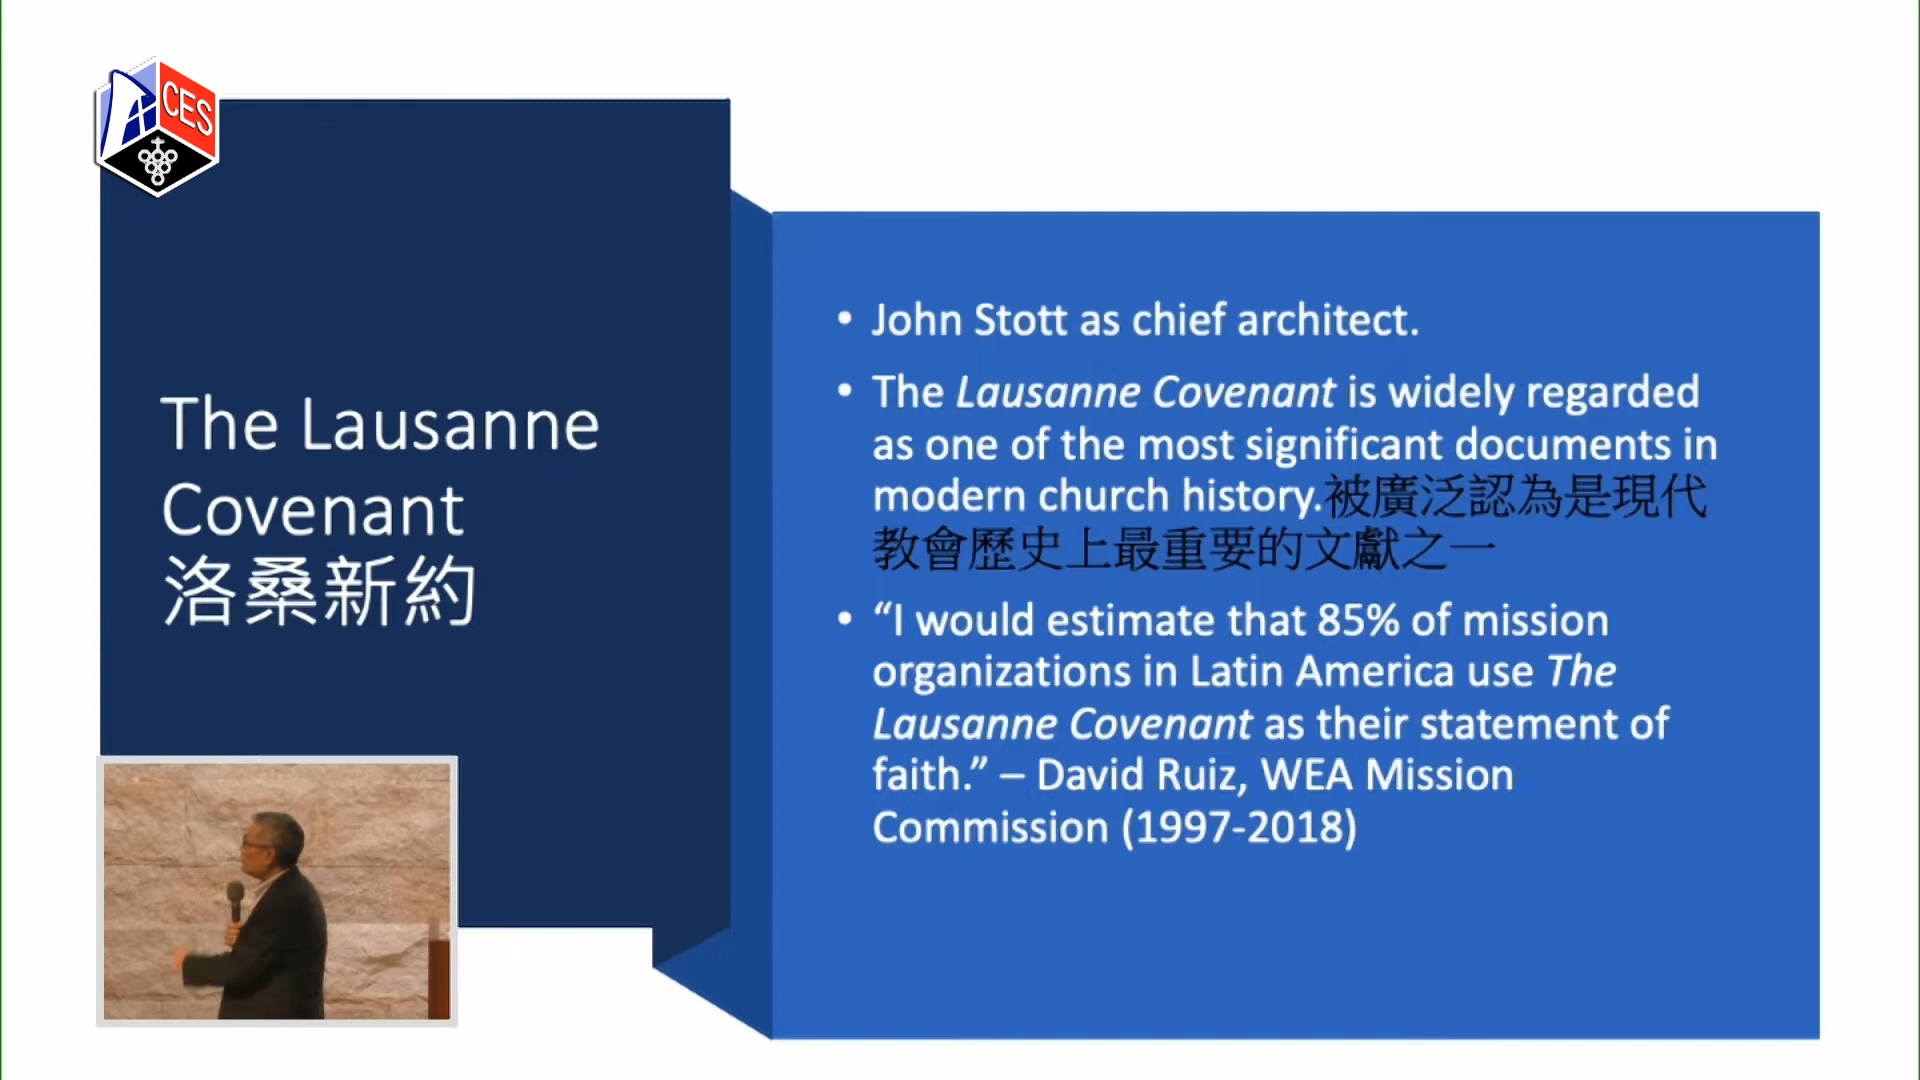 CES
The Lausanne
Covenant
洛桑新約
• John Stott as chief architect.
• The Lausanne Covenant is widely regarded
as one of the most significant documents in
modern church history.被廣泛認為是現代
教會歷史上最重要的文獻之一
• “I would estimate that 85% of mission
organizations in Latin America use The
Lausanne Covenant as their statement of
faith.” – David Ruiz, WEA Mission
Commission (1997-2018)